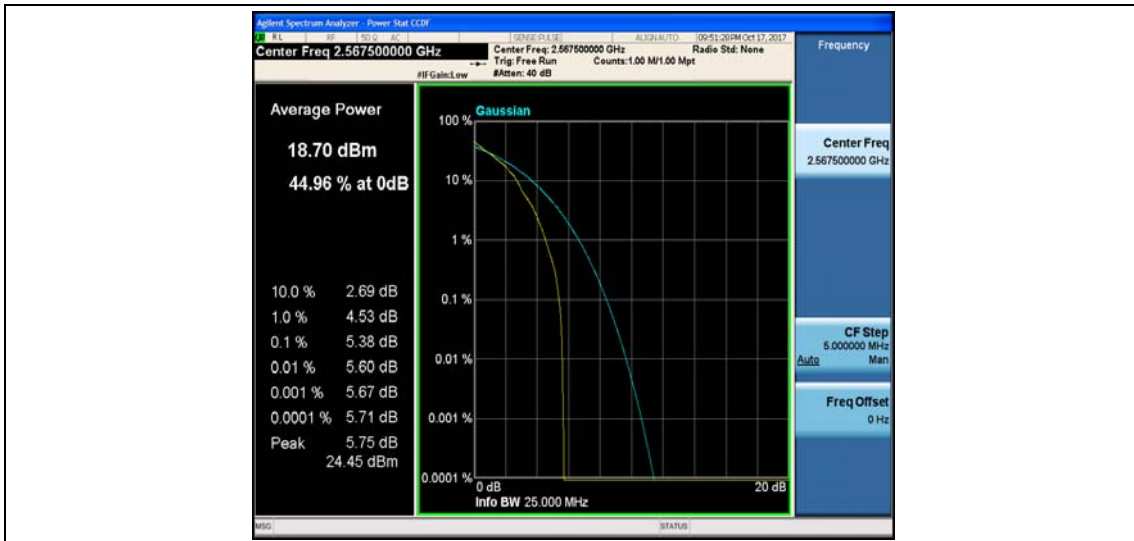 Agilent Spectrum Analyzer - Power Stat CCDF
RL RF 50 Ω AC SENSE:PULSE ALIGN AUTO 09:51:28 PM Oct 17, 2017
Center Freq 2.567500000 GHz
Center Freq: 2.567500000 GHz Radio Std: None
Trig: Free Run Counts:1.00 M/1.00 Mpt
#IFGain:Low #Atten: 40 dB
Frequency
Average Power
18.70 dBm
44.96 % at 0dB
10.0 % 2.69 dB
1.0 % 4.53 dB
0.1 % 5.38 dB
0.01 % 5.60 dB
0.001 % 5.67 dB
0.0001 % 5.71 dB
Peak 5.75 dB
24.45 dBm
Gaussian
100 %
10 %
1 %
0.1 %
0.01 %
0.001 %
0.0001 %
0 dB 20 dB
Info BW 25.000 MHz
Center Freq
2.567500000 GHz
CF Step
5.000000 MHz
Auto Man
Freq Offset
0 Hz
MSG STATUS